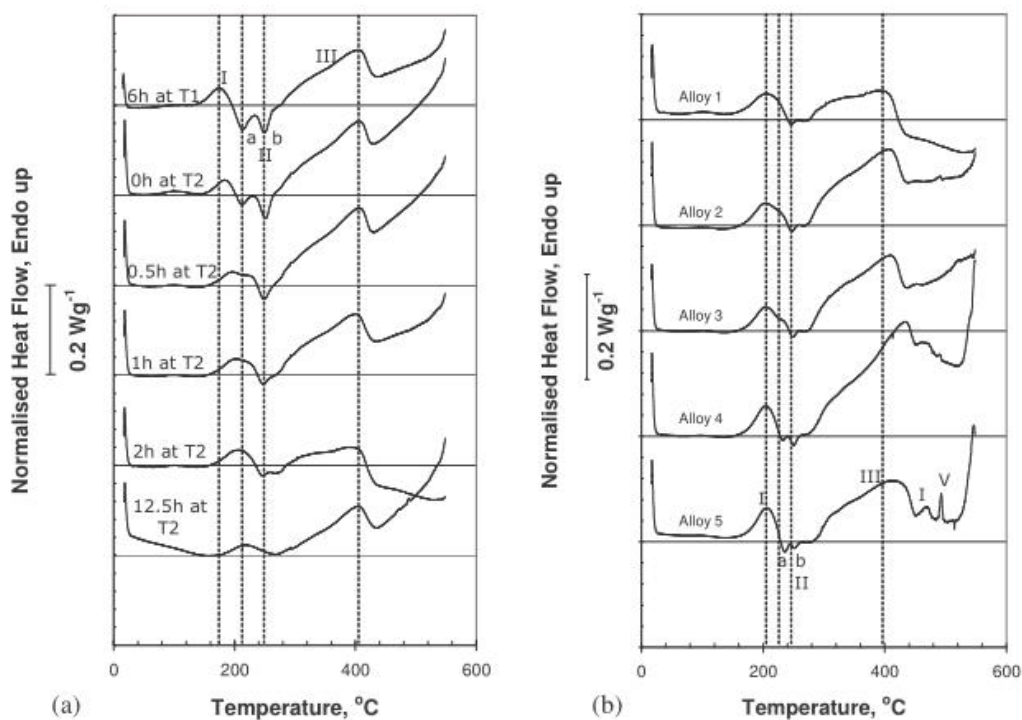 Normalised Heat Flow, Endo up
0.2 Wg-1
6h at T1
I
III
a
b
II
0h at T2
0.5h at T2
1h at T2
2h at T2
12.5h at
T2
0
200
400
600
(a)
Temperature, oC
Normalised Heat Flow, Endo up
0.2 Wg-1
Alloy 1
Alloy 2
Alloy 3
Alloy 4
Alloy 5
I
III
I
V
a
b
II
0
200
400
600
(b)
Temperature, oC